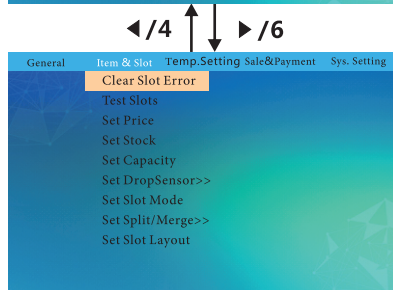 ◀/4 ▶/6
General Item & Slot Temp.Setting Sale&Payment Sys. Setting
Clear Slot Error
Test Slots
Set Price
Set Stock
Set Capacity
Set DropSensor>>
Set Slot Mode
Set Split/Merge>>
Set Slot Layout